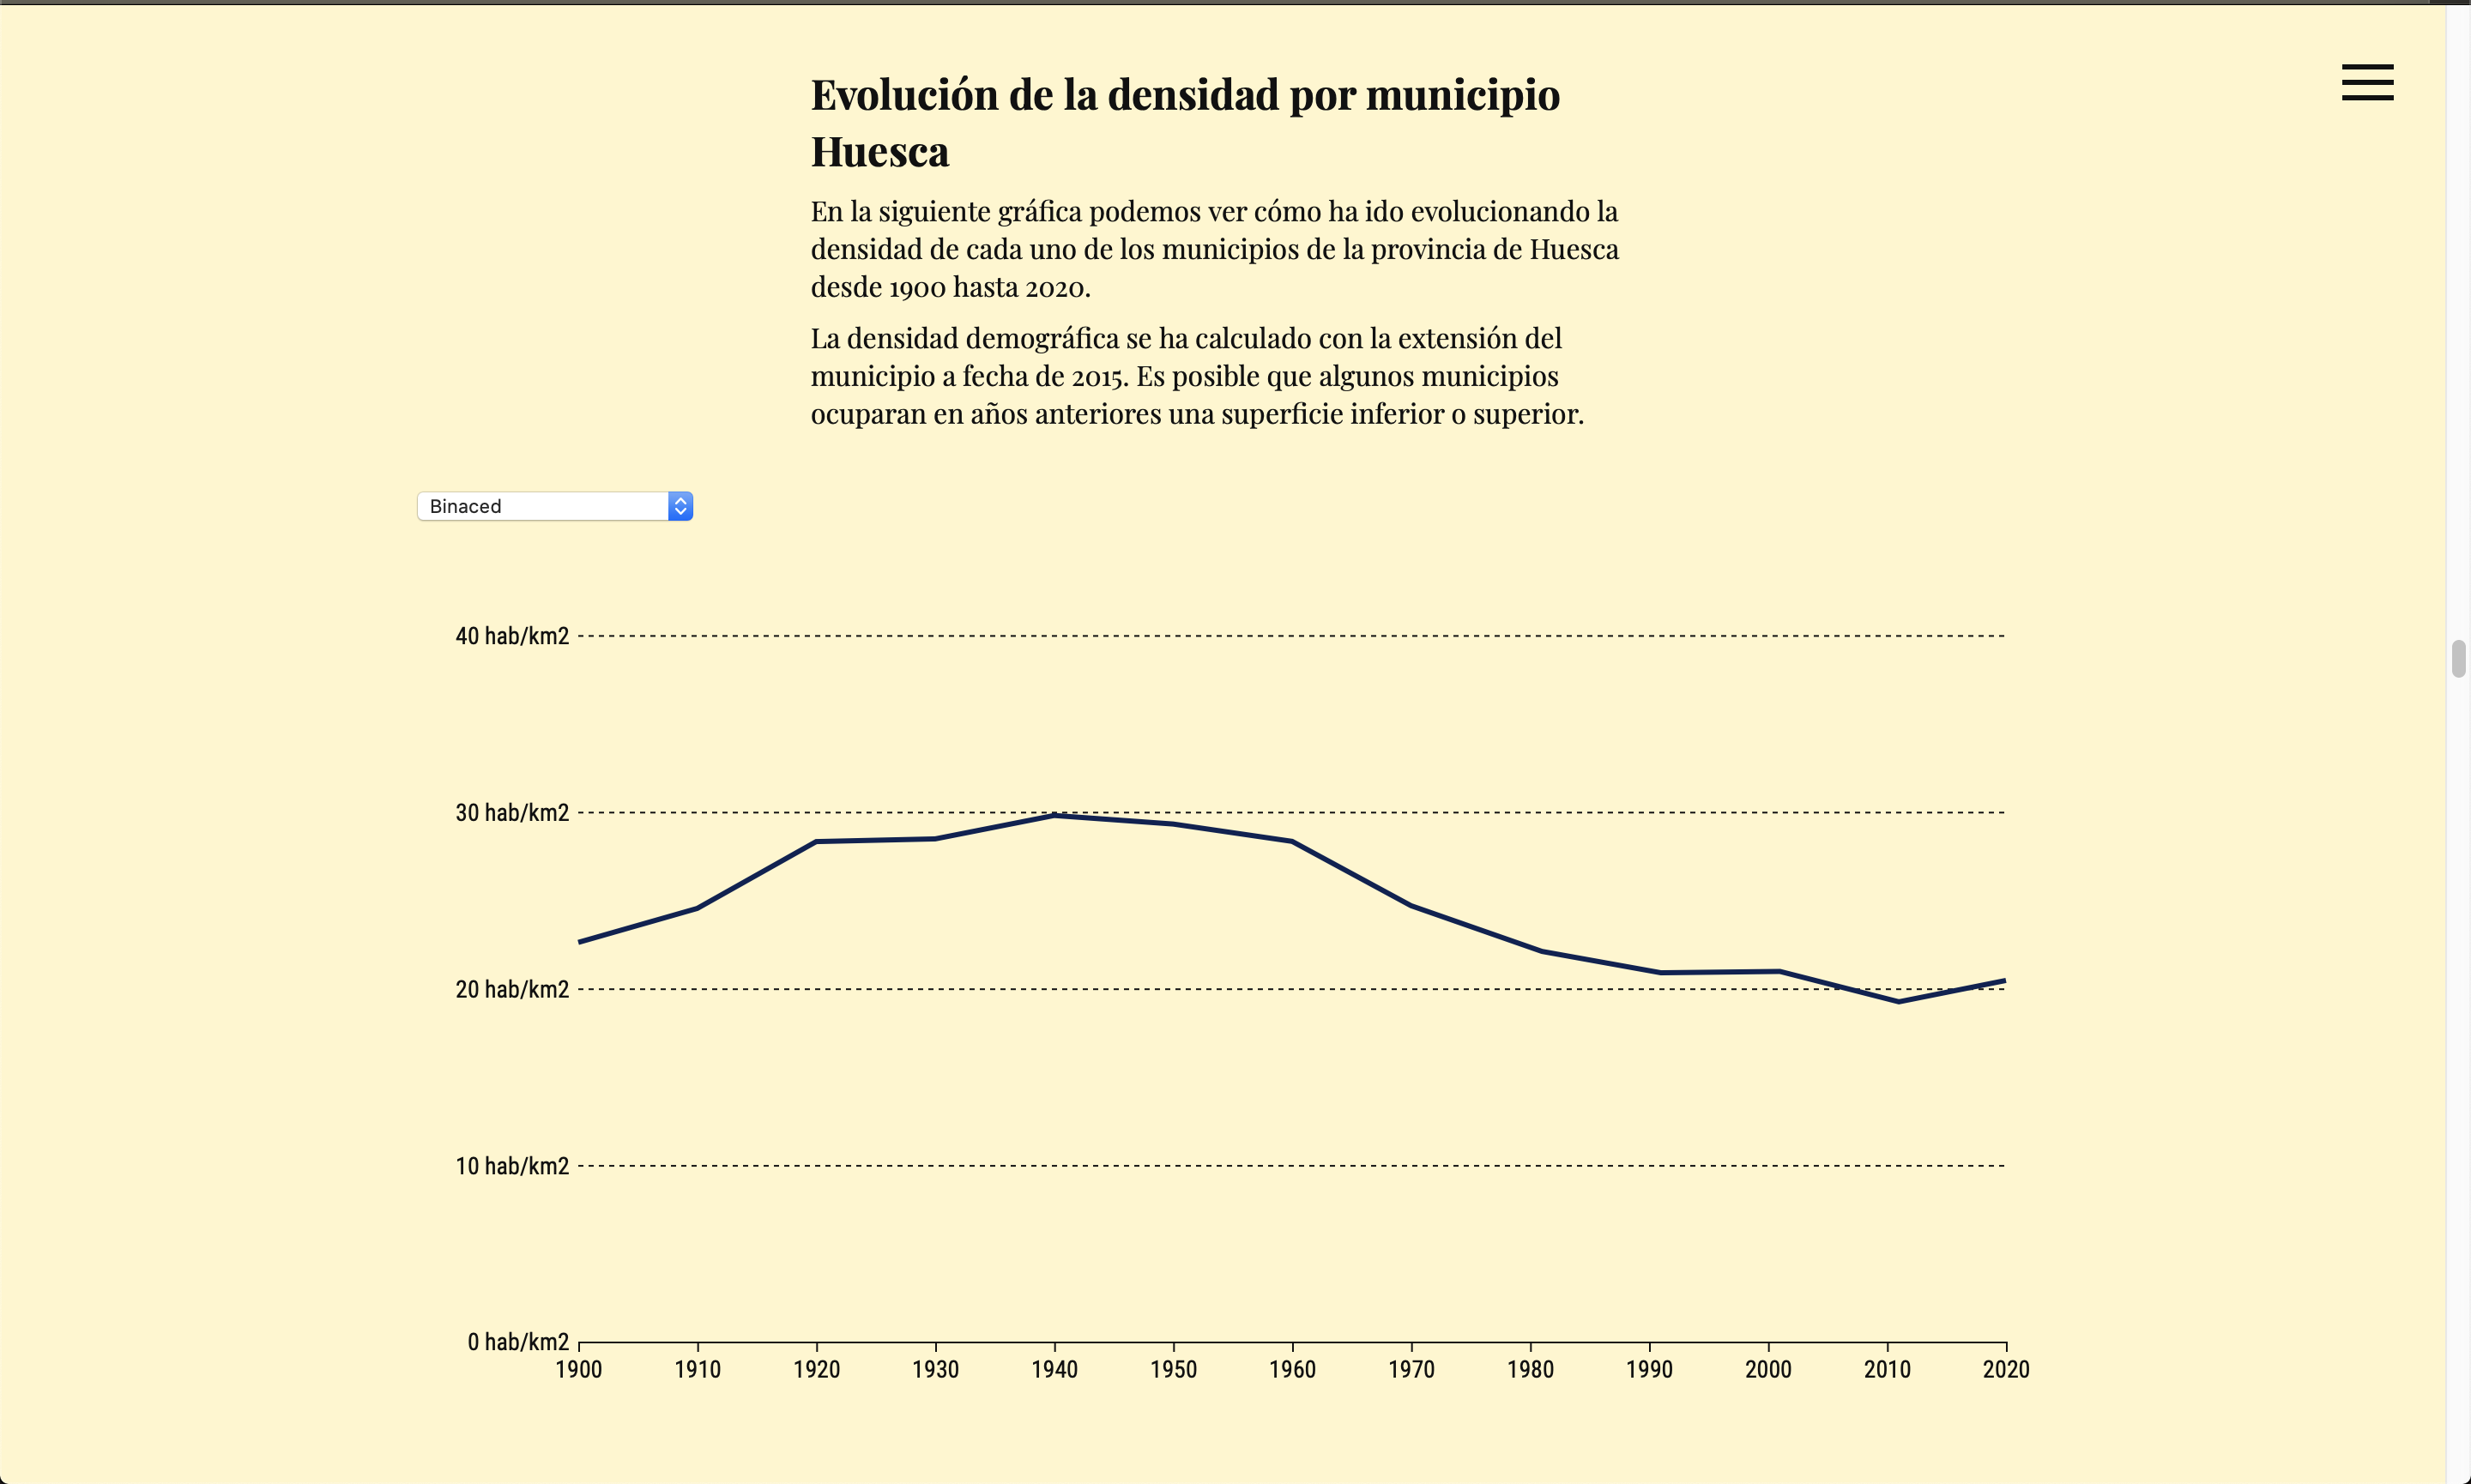 Evolución de la densidad por municipio
Huesca
En la siguiente gráfica podemos ver cómo ha ido evolucionando la
densidad de cada uno de los municipios de la provincia de Huesca
desde 1900 hasta 2020.
La densidad demográfica se ha calculado con la extensión del
municipio a fecha de 2015. Es posible que algunos municipios
ocuparan en años anteriores una superficie inferior o superior.
Binaced
40 hab/km2
30 hab/km2
20 hab/km2
10 hab/km2
0 hab/km2
1900 1910 1920 1930 1940 1950 1960 1970 1980 1990 2000 2010 2020